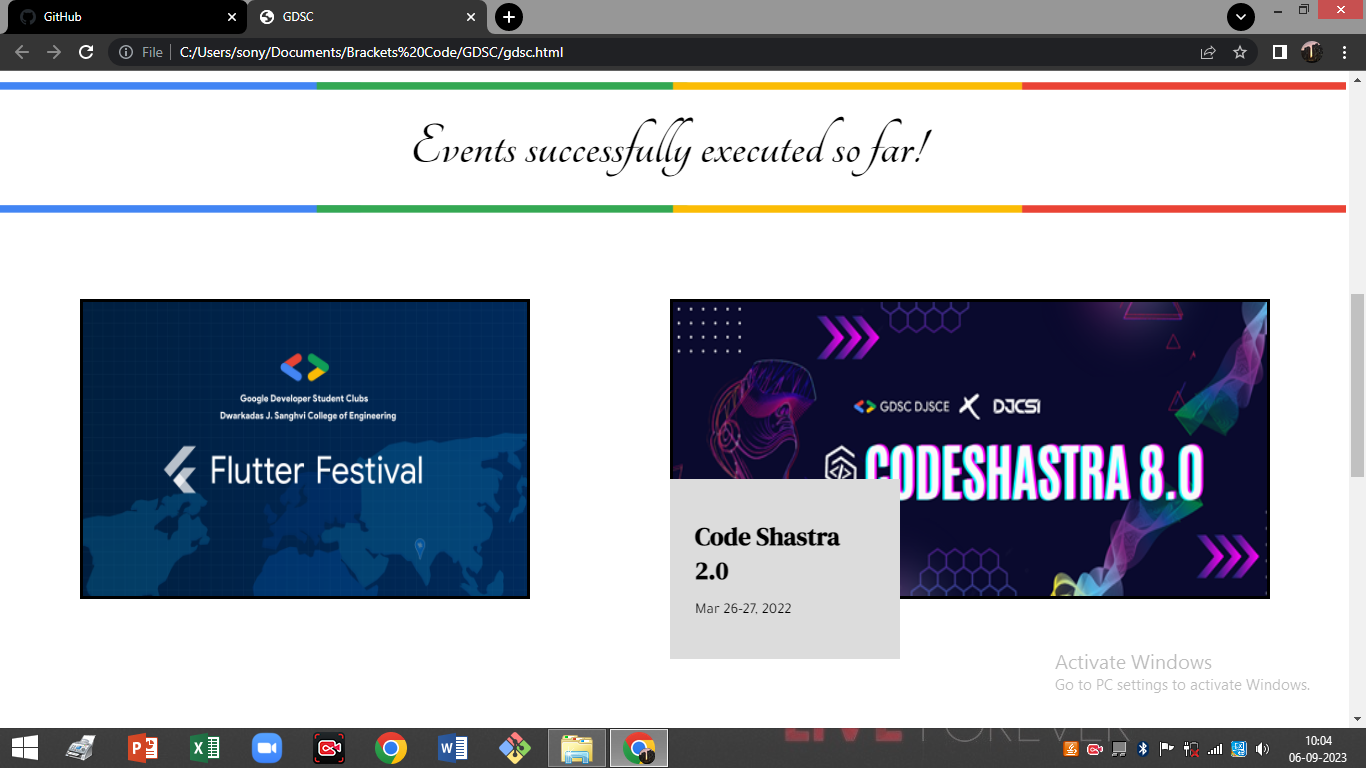 GitHub
GDSC
File
C:/Users/sony/Documents/Brackets%20Code/GDSC/gdsc.html
Events successfully executed so far!
Google Developer Student Clubs
Dwarkadas J. Sanghvi College of Engineering
Flutter Festival
GDSC DJSCE
DJCSI
CODESHASTRA 8.0
Code Shastra
2.0
Mar 26-27, 2022
Activate Windows
Go to PC settings to activate Windows.
LIVE FOREVER
10:04
06-09-2023